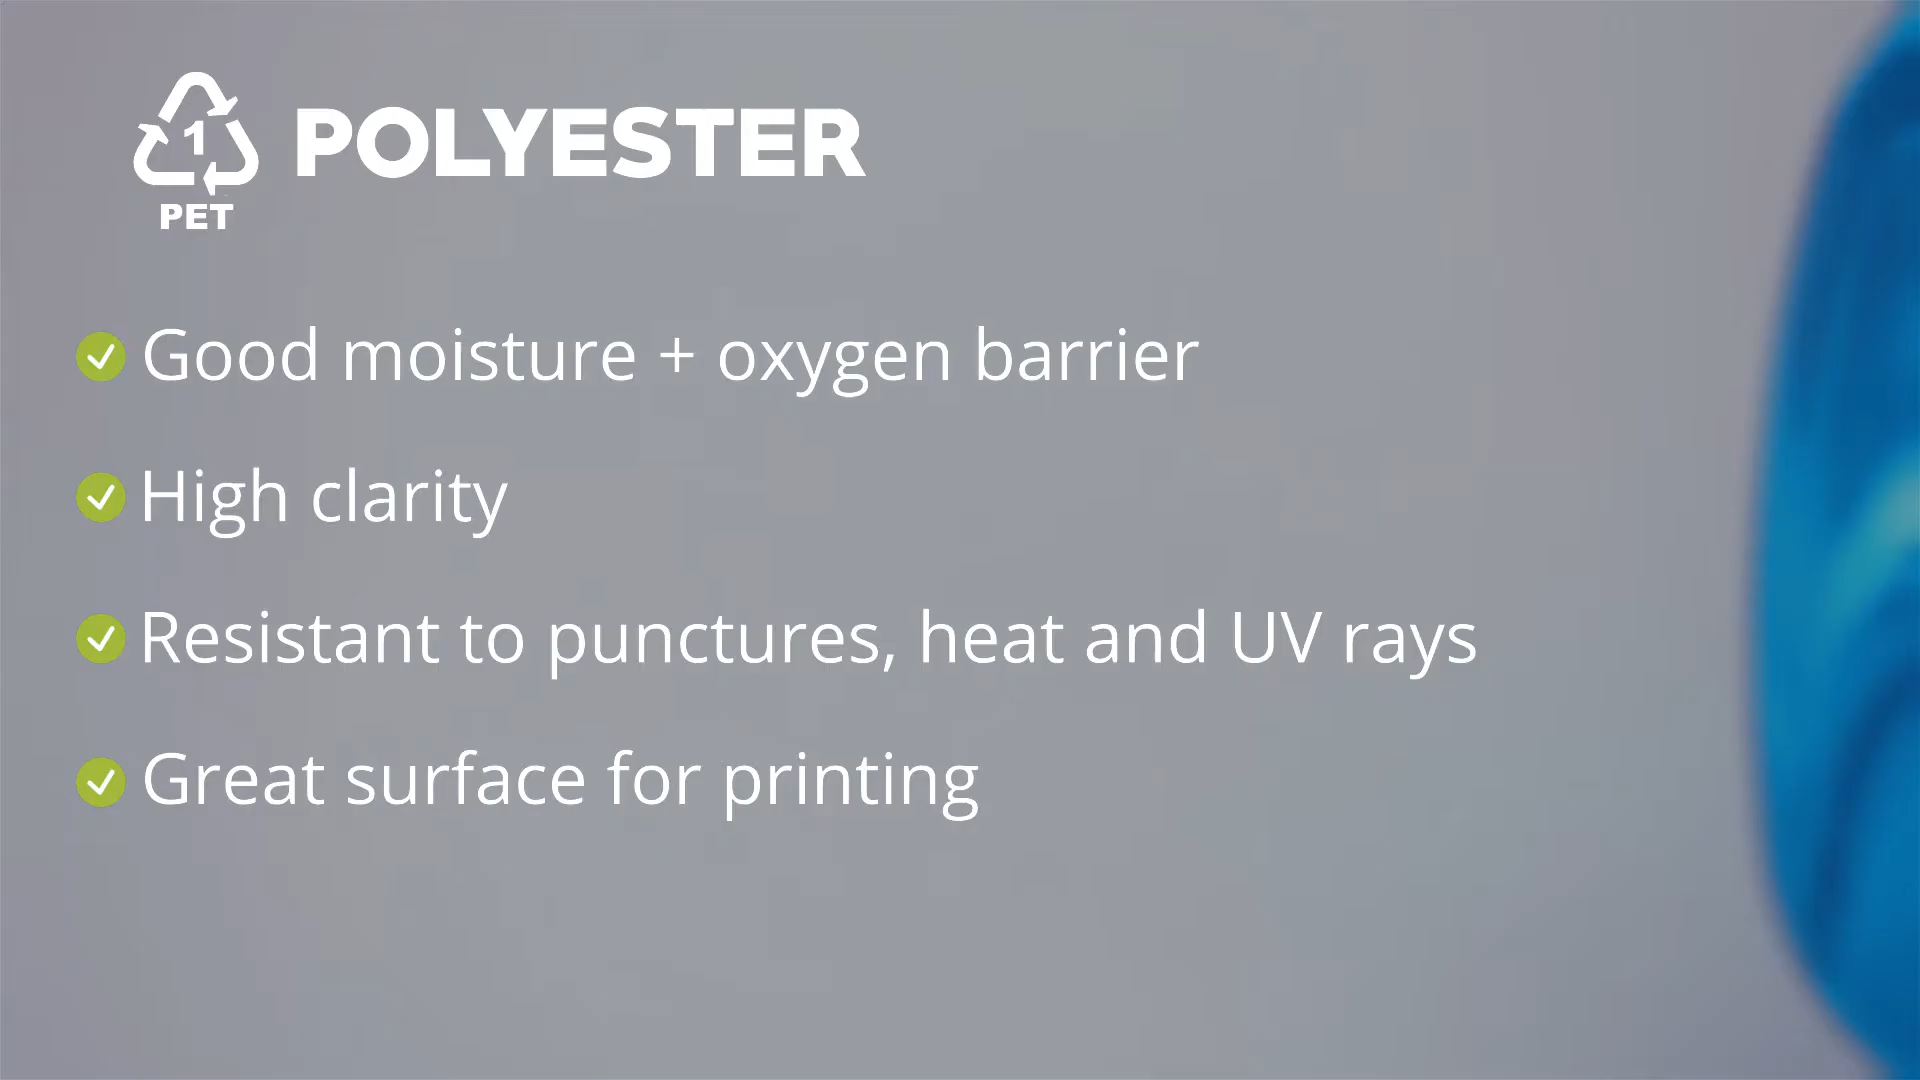 1
PET
POLYESTER
Good moisture + oxygen barrier
High clarity
Resistant to punctures, heat and UV rays
Great surface for printing